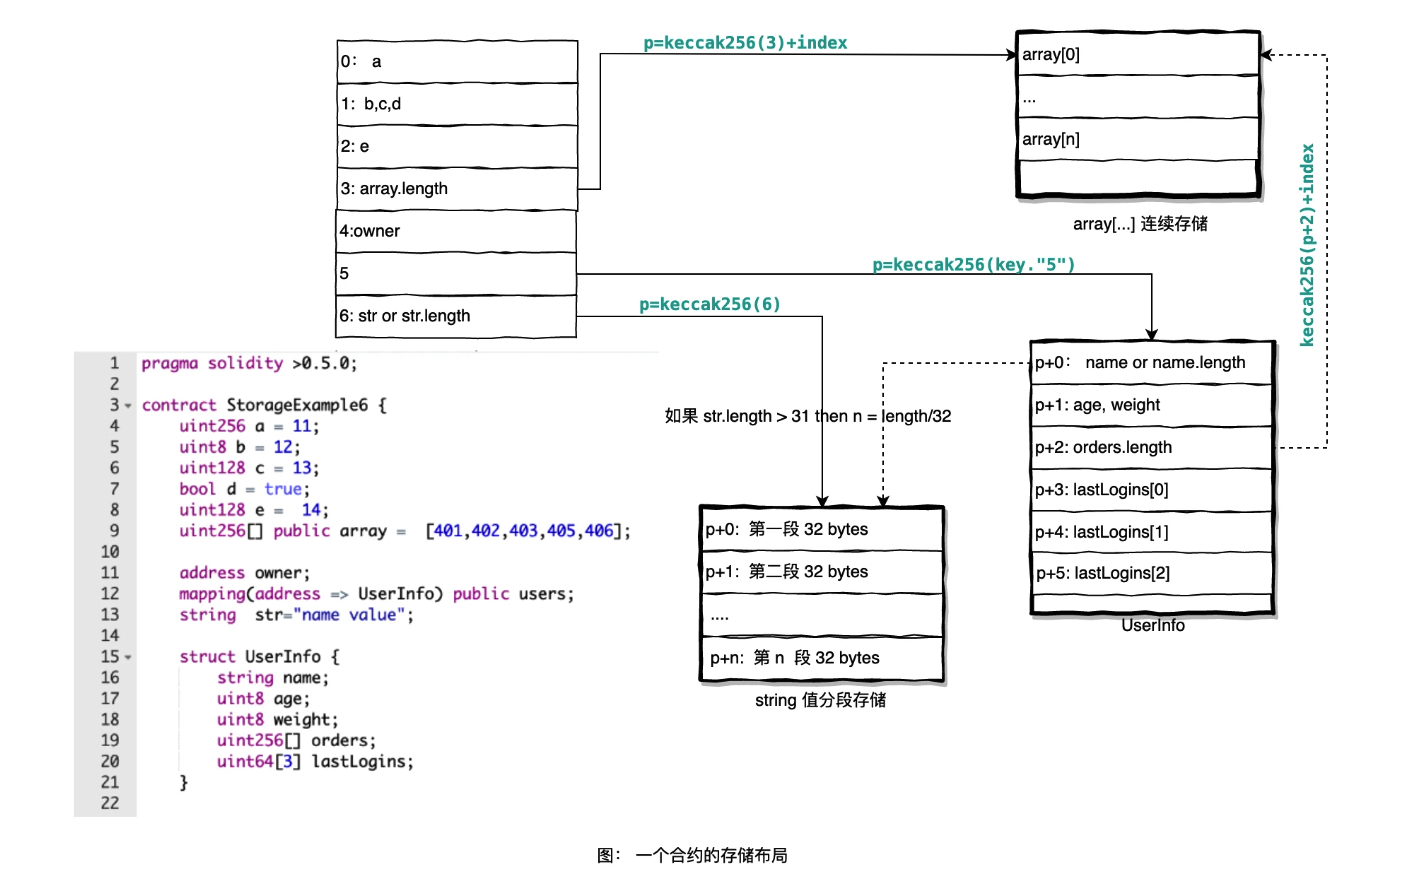 0: a
1: b,c,d
2: e
3: array.length
4:owner
5
6: str or str.length
p=keccak256(3)+index
array[0]
...
array[n]
array[...] 连续存储
keccak256(p+2)+index
p=keccak256(key."5")
p=keccak256(6)
如果 str.length > 31 then n = length/32
p+0: name or name.length
p+1: age, weight
p+2: orders.length
p+3: lastLogins[0]
p+4: lastLogins[1]
p+5: lastLogins[2]
UserInfo
p+0: 第一段 32 bytes
p+1: 第二段 32 bytes
....
p+n: 第 n 段 32 bytes
string 值分段存储
1 pragma solidity >0.5.0;
2
3 contract StorageExample6 {
4 uint256 a = 11;
5 uint8 b = 12;
6 uint128 c = 13;
7 bool d = true;
8 uint128 e = 14;
9 uint256[] public array = [401,402,403,405,406];
10
11 address owner;
12 mapping(address => UserInfo) public users;
13 string str="name value";
14
15 struct UserInfo {
16 string name;
17 uint8 age;
18 uint8 weight;
19 uint256[] orders;
20 uint64[3] lastLogins;
21 }
22
图: 一个合约的存储布局